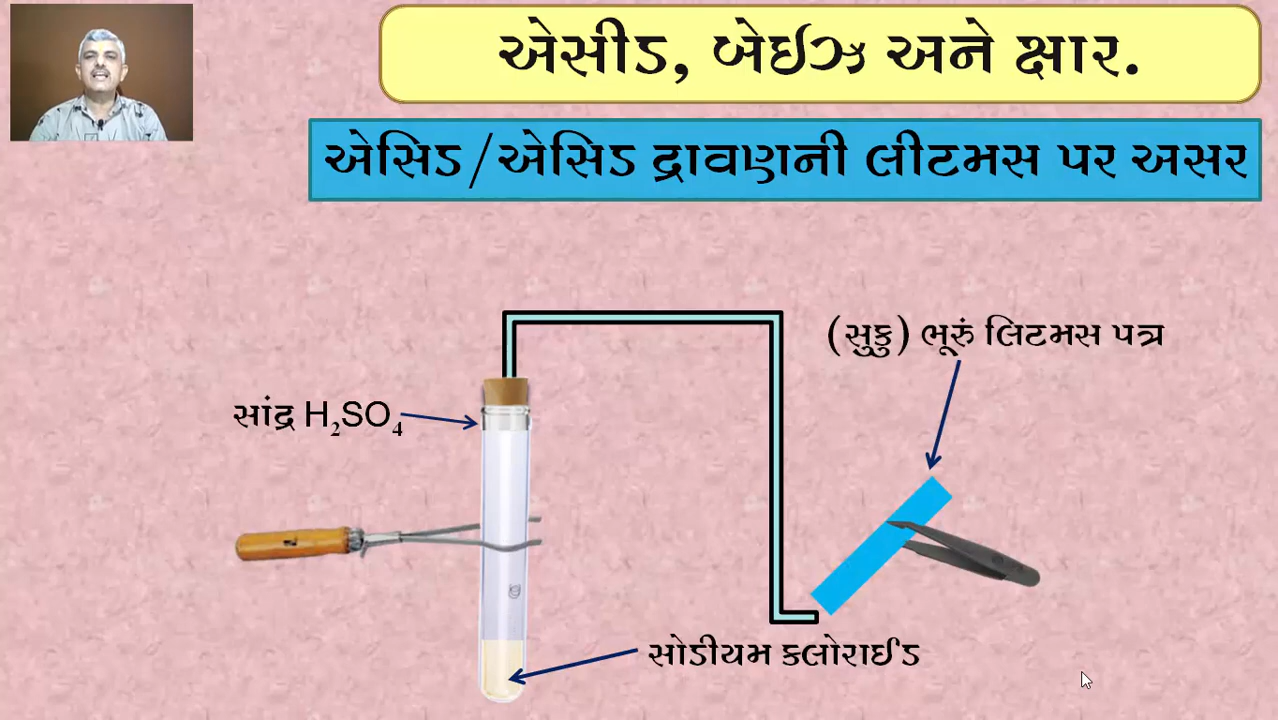 એસીડ, બેઈઝ અને ક્ષાર.
એસિડ/એસિડ દ્રાવણની લીટમસ પર અસર
(સુકુ) ભૂરું લિટમસ પત્ર
સાંદ્ર H₂SO₄
સોડીયમ ક્લોરાઈડ